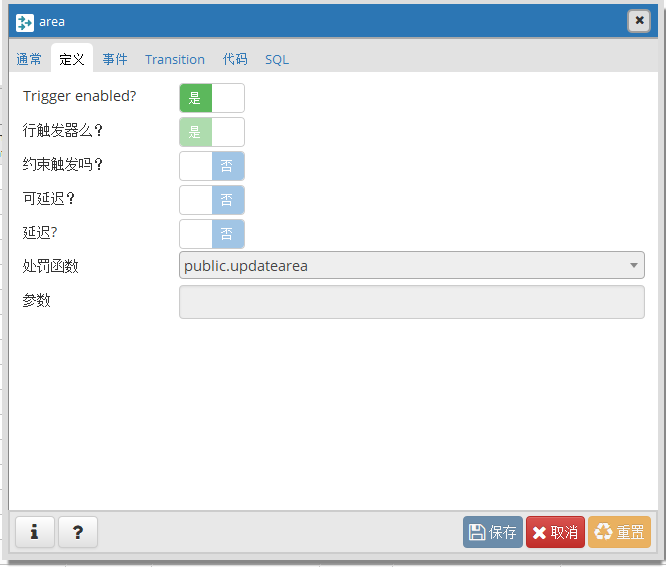 area
通常 定义 事件 Transition 代码 SQL
Trigger enabled? 是
行触发器么? 是
约束触发吗? 否
可延迟? 否
延迟? 否
处罚函数 public.updatearea
参数
保存 取消 重置